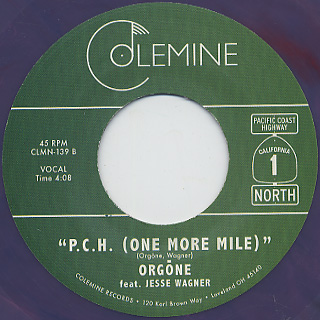 COLEMINE
45 RPM
CLMN-139 B
VOCAL
Time 4:08
PACIFIC COAST
HIGHWAY
CALIFORNIA
1
NORTH
"P.C.H. (ONE MORE MILE)"
(Orgōne, Wagner)
ORGŌNE
feat. JESSE WAGNER
COLEMINE RECORDS • 120 Karl Brown Way • Loveland OH 45140